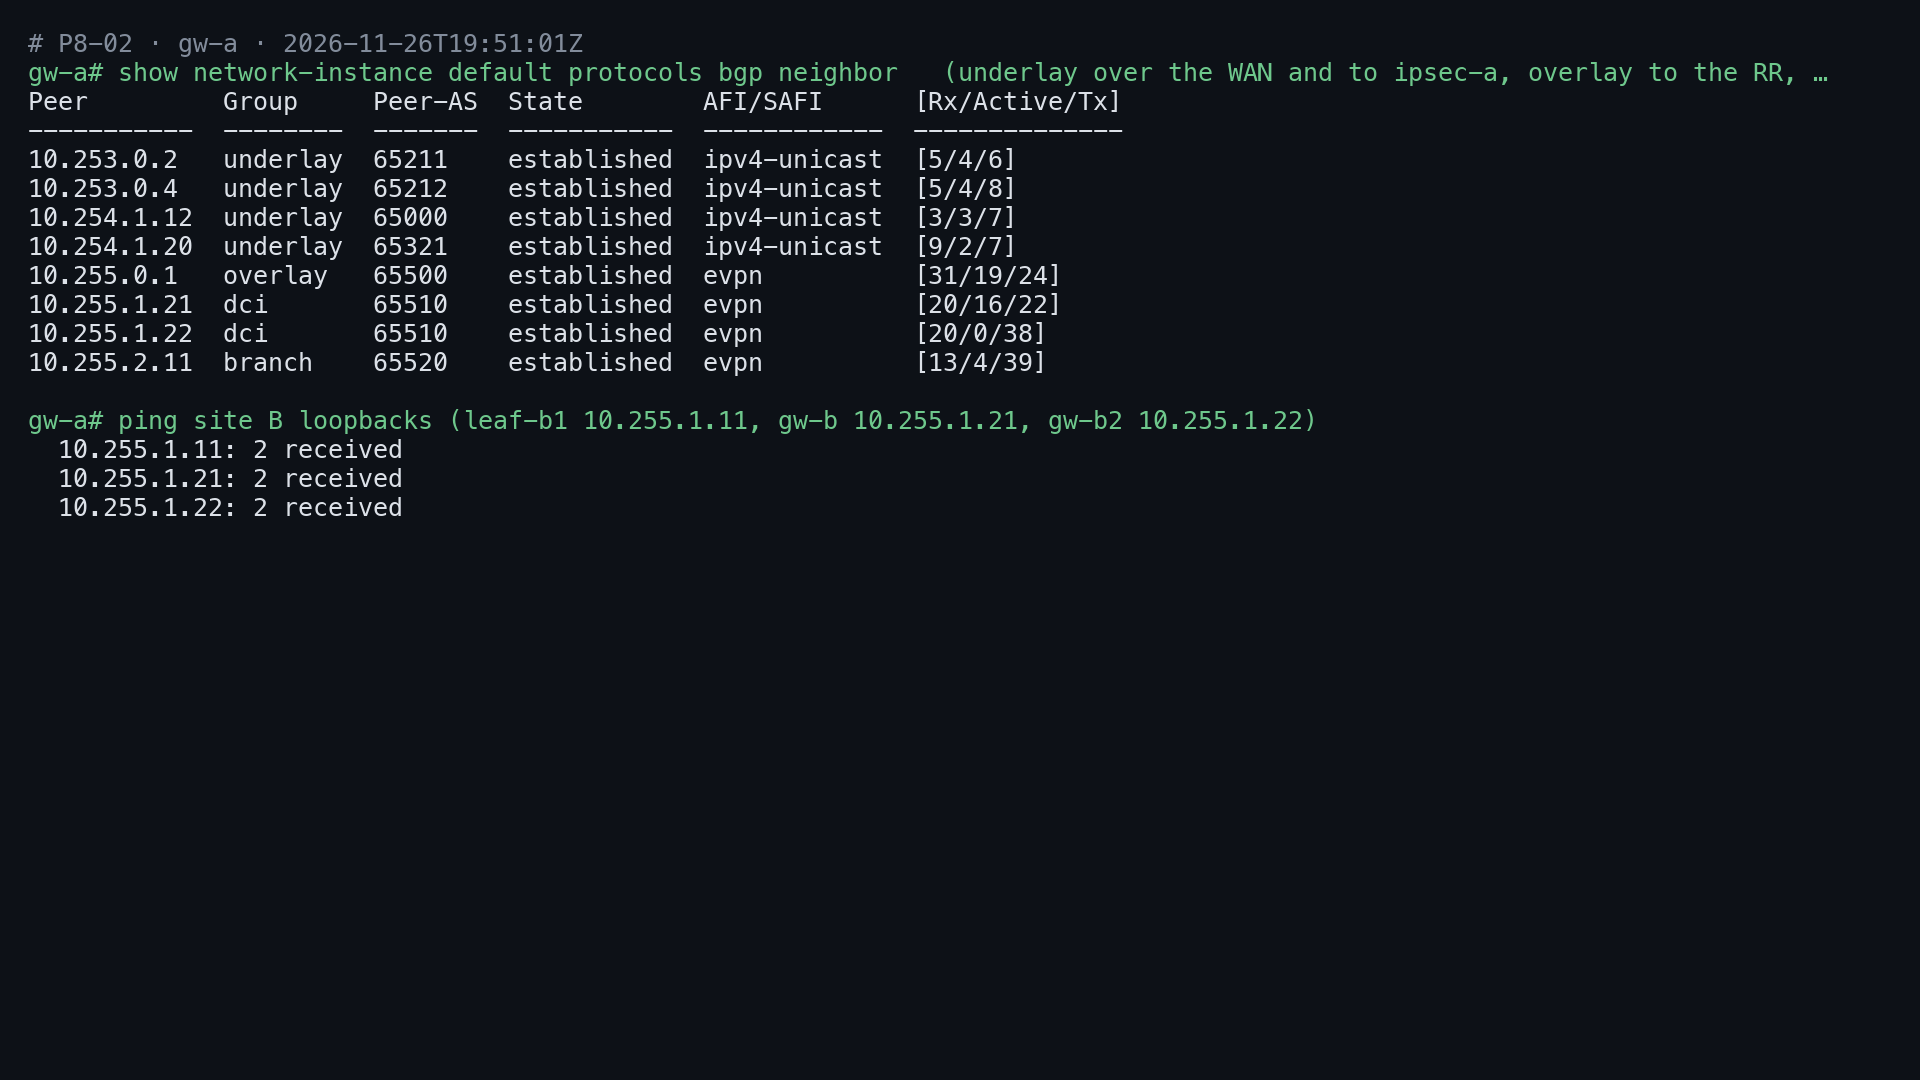 # P8-02 · gw-a · 2026-11-26T19:51:01Z
gw-a# show network-instance default protocols bgp neighbor   (underlay over the WAN and to ipsec-a, overlay to the RR, …
Peer         Group     Peer-AS  State        AFI/SAFI      [Rx/Active/Tx]
-----------  --------  -------  -----------  ------------  --------------
10.253.0.2   underlay  65211    established  ipv4-unicast  [5/4/6]
10.253.0.4   underlay  65212    established  ipv4-unicast  [5/4/8]
10.254.1.12  underlay  65000    established  ipv4-unicast  [3/3/7]
10.254.1.20  underlay  65321    established  ipv4-unicast  [9/2/7]
10.255.0.1   overlay   65500    established  evpn          [31/19/24]
10.255.1.21  dci       65510    established  evpn          [20/16/22]
10.255.1.22  dci       65510    established  evpn          [20/0/38]
10.255.2.11  branch    65520    established  evpn          [13/4/39]
gw-a# ping site B loopbacks (leaf-b1 10.255.1.11, gw-b 10.255.1.21, gw-b2 10.255.1.22)
  10.255.1.11: 2 received
  10.255.1.21: 2 received
  10.255.1.22: 2 received